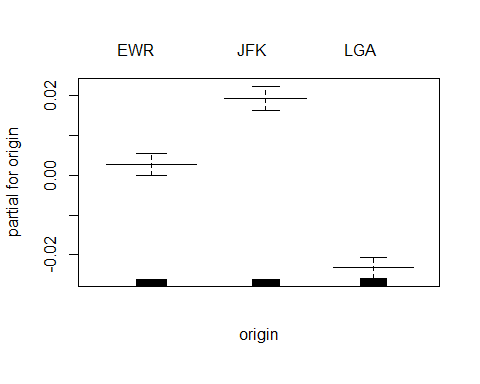 EWR JFK LGA
partial for origin
0.02
0.00
-0.02
origin